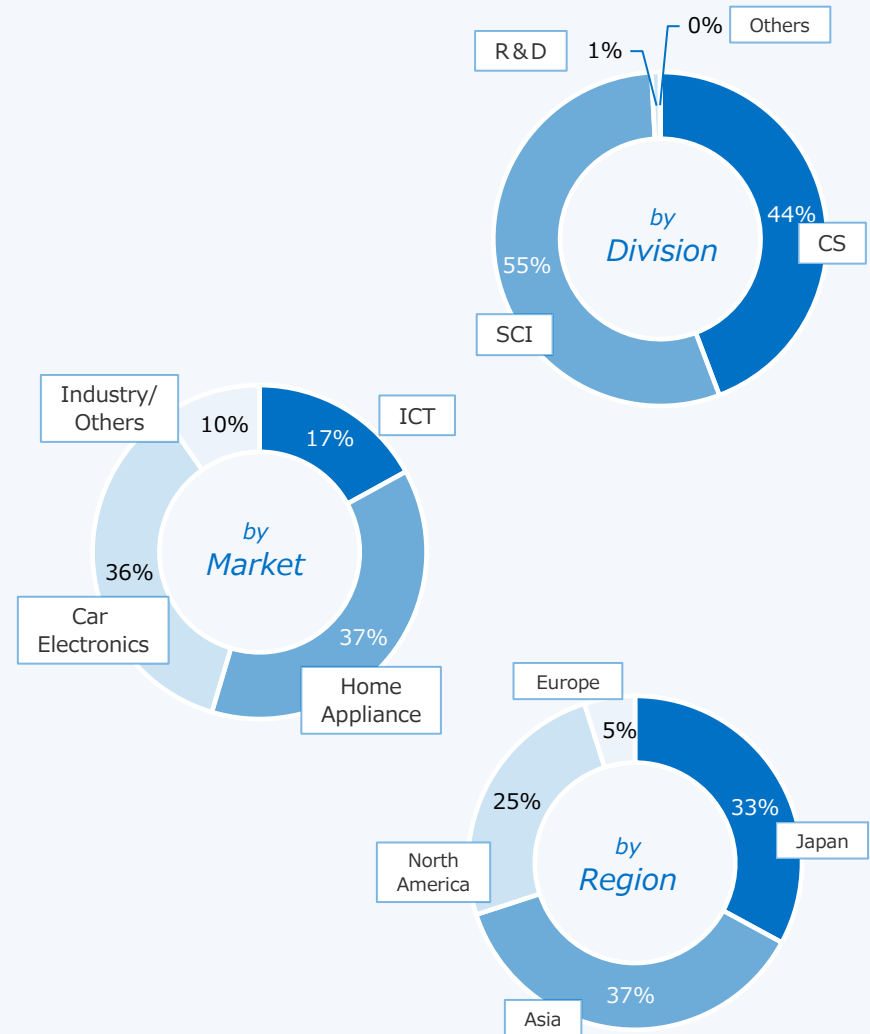 0%
Others
R&D
1%
44%
CS
by
Division
55%
SCI
Industry/
Others
10%
ICT
17%
by
Market
36%
Car
Electronics
37%
Home
Appliance
Europe
5%
25%
33%
Japan
by
Region
North
America
37%
Asia